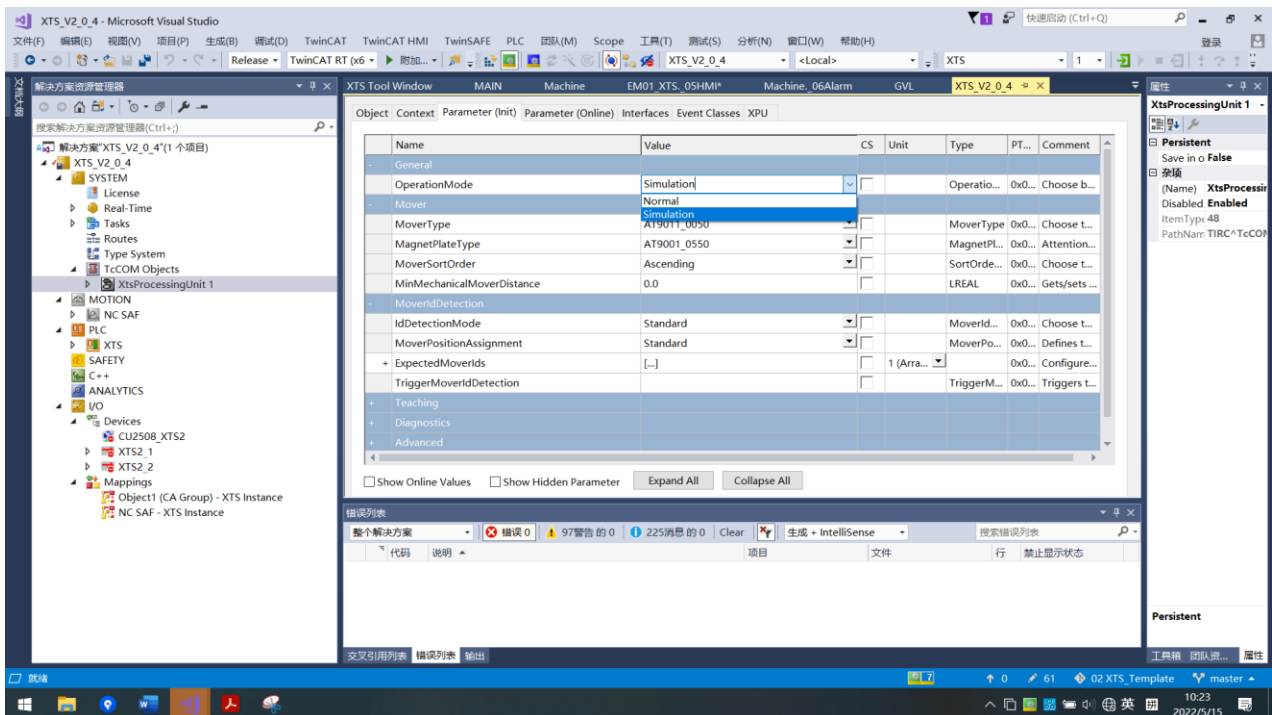 XTS_V2_0_4 - Microsoft Visual Studio
1
快速启动 (Ctrl+Q)
文件(F) 编辑(E) 视图(V) 项目(P) 生成(B) 调试(D) TwinCAT TwinCAT HMI TwinSAFE PLC 团队(M) Scope 工具(T) 测试(S) 分析(N) 窗口(W) 帮助(H)
登录
Release TwinCAT RT (x6 附加... XTS_V2_0_4 <Local> XTS 1
解决方案资源管理器
搜索解决方案资源管理器(Ctrl+;)
解决方案"XTS_V2_0_4"(1 个项目)
XTS_V2_0_4
SYSTEM
License
Real-Time
Tasks
Routes
Type System
TcCOM Objects
XtsProcessingUnit 1
MOTION
NC SAF
PLC
XTS
SAFETY
C++
ANALYTICS
I/O
Devices
CU2508_XTS2
XTS2_1
XTS2_2
Mappings
Object1 (CA Group) - XTS Instance
NC SAF - XTS Instance
XTS Tool Window MAIN Machine EM01_XTS._05HMI* Machine._06Alarm GVL XTS_V2_0_4
Object Context Parameter (Init) Parameter (Online) Interfaces Event Classes XPU
Name Value CS Unit Type PT... Comment
- General
OperationMode Simulation Operatio... 0x0... Choose b...
Normal
Simulation
- Mover
MoverType AT9011_0050 MoverType 0x0... Choose t...
MagnetPlateType AT9001_0550 MagnetPl... 0x0... Attention...
MoverSortOrder Ascending SortOrde... 0x0... Choose t...
MinMechanicalMoverDistance 0.0 LREAL 0x0... Gets/sets ...
- MoverIdDetection
IdDetectionMode Standard MoverId... 0x0... Choose t...
MoverPositionAssignment Standard MoverPo... 0x0... Defines t...
+ ExpectedMoverIds [...] 1 (Arra... 0x0... Configure...
TriggerMoverIdDetection TriggerM... 0x0... Triggers t...
+ Teaching
+ Diagnostics
+ Advanced
Show Online Values Show Hidden Parameter Expand All Collapse All
错误列表
整个解决方案 错误 0 97警告 的 0 225消息 的 0 Clear 生成 + IntelliSense 搜索错误列表
代码 说明 项目 文件 行 禁止显示状态
交叉引用列表 错误列表 输出
属性
XtsProcessingUnit 1
Persistent
Save in o False
杂项
(Name) XtsProcessin
Disabled Enabled
ItemType 48
PathNam TIRC^TcCOM
Persistent
工具箱 团队资... 属性
就绪 7 0 61 02 XTS_Template master
英 拼 10:23
2022/5/15